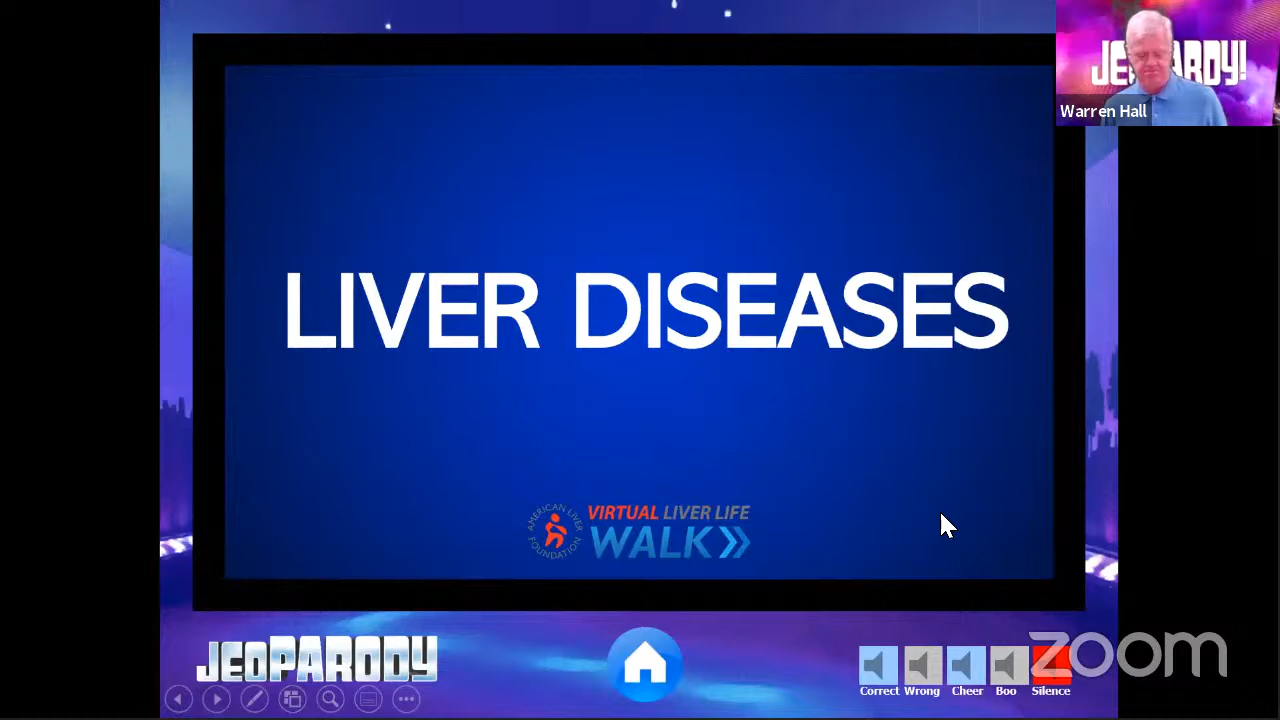 JEOPARDY!
Warren Hall
LIVER DISEASES
AMERICAN LIVER FOUNDATION
VIRTUAL LIVER LIFE
WALK
JEOPARODY
Correct Wrong Cheer Boo Silence
zoom